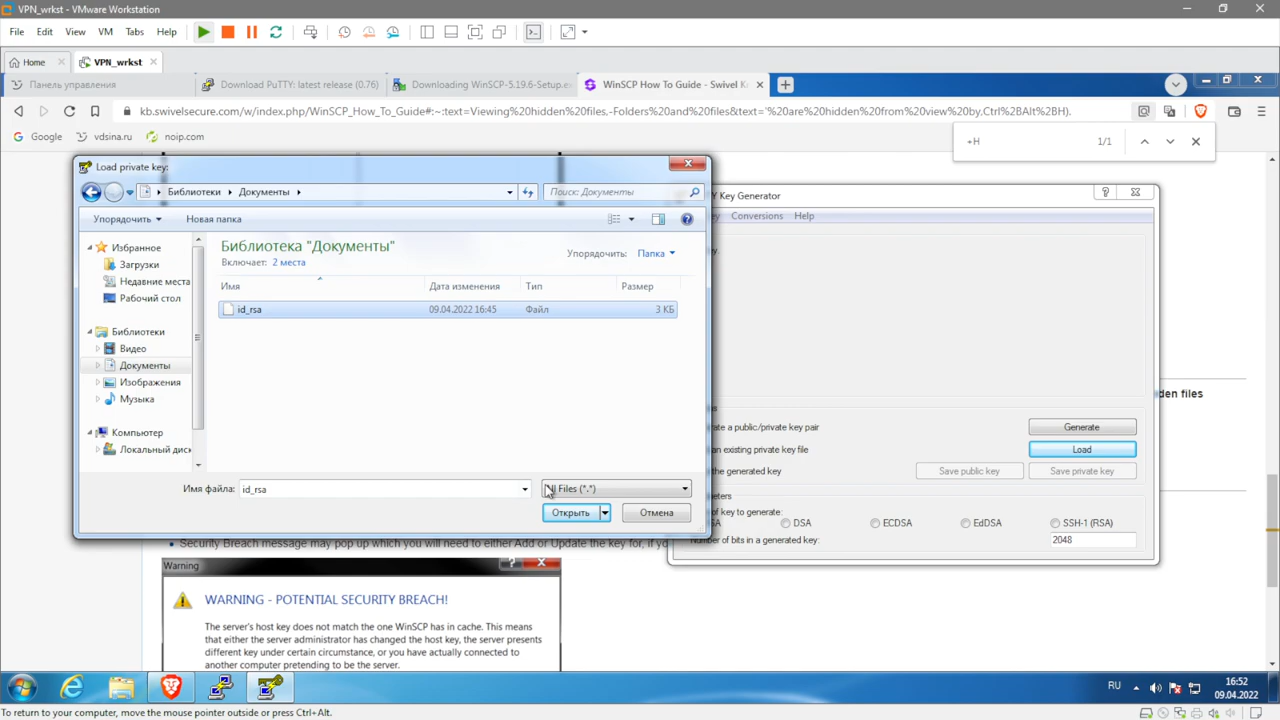 VPN_wrkst - VMware Workstation
File Edit View VM Tabs Help
Home VPN_wrkst
Панель управления Download PuTTY: latest release (0.76) Downloading WinSCP-5.19.6-Setup.ex WinSCP How To Guide - Swivel K
kb.swivelsecure.com/w/index.php/WinSCP_How_To_Guide#:~:text=Viewing%20hidden%20files,-Folders%20and%20files&text='%20are%20hidden%20from%20view%20by,Ctrl%2BAlt%2BH).
Google vdsina.ru noip.com
+H 1/1
Load private key:
Библиотеки Документы Поиск: Документы
Y Key Generator
Упорядочить Новая папка
ey Conversions Help
Избранное
Загрузки
Недавние места
Рабочий стол
Библиотеки
Видео
Документы
Изображения
Музыка
Компьютер
Локальный диск
Библиотека "Документы"
Включает: 2 места
Упорядочить: Папка
Имя Дата изменения Тип Размер
id_rsa 09.04.2022 16:45 Файл 3 КБ
Имя файла: id_rsa All Files (*.*)
Открыть Отмена
ey.
ns
ate a public/private key pair Generate
an existing private key file Load
the generated key Save public key Save private key
eters
of key to generate:
SA DSA ECDSA EdDSA SSH-1 (RSA)
Number of bits in a generated key: 2048
den files
Security Breach message may pop up which you will need to either Add or Update the key for, if yo
Warning
WARNING - POTENTIAL SECURITY BREACH!
The server's host key does not match the one WinSCP has in cache. This means
that either the server administrator has changed the host key, the server presents
different key under certain circumstance, or you have actually connected to
another computer pretending to be the server.
RU 16:52
09.04.2022
To return to your computer, move the mouse pointer outside or press Ctrl+Alt.